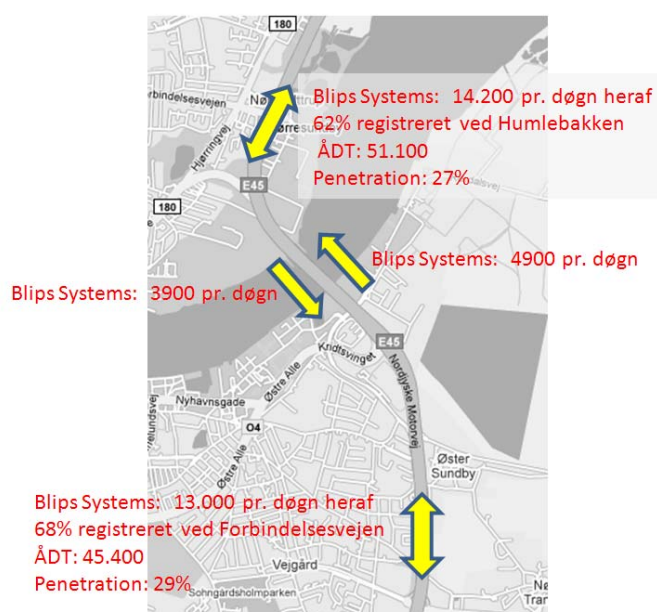 180
Blips Systems: 14.200 pr. døgn heraf
62% registreret ved Humlebakken
ÅDT: 51.100
Penetration: 27%
Hjørringvej
E45
180
Blips Systems: 4900 pr. døgn
Blips Systems: 3900 pr. døgn
E45
Kridtsvinget
Nordjyske Motorvej
Østre Alle
Nyhavnsgade
O4
Østre Alle
Øster
Sundby
Blips Systems: 13.000 pr. døgn heraf
68% registreret ved Forbindelsesvejen
ÅDT: 45.400
Penetration: 29%
Vejgård
Sohngårdsholmparken
Tran